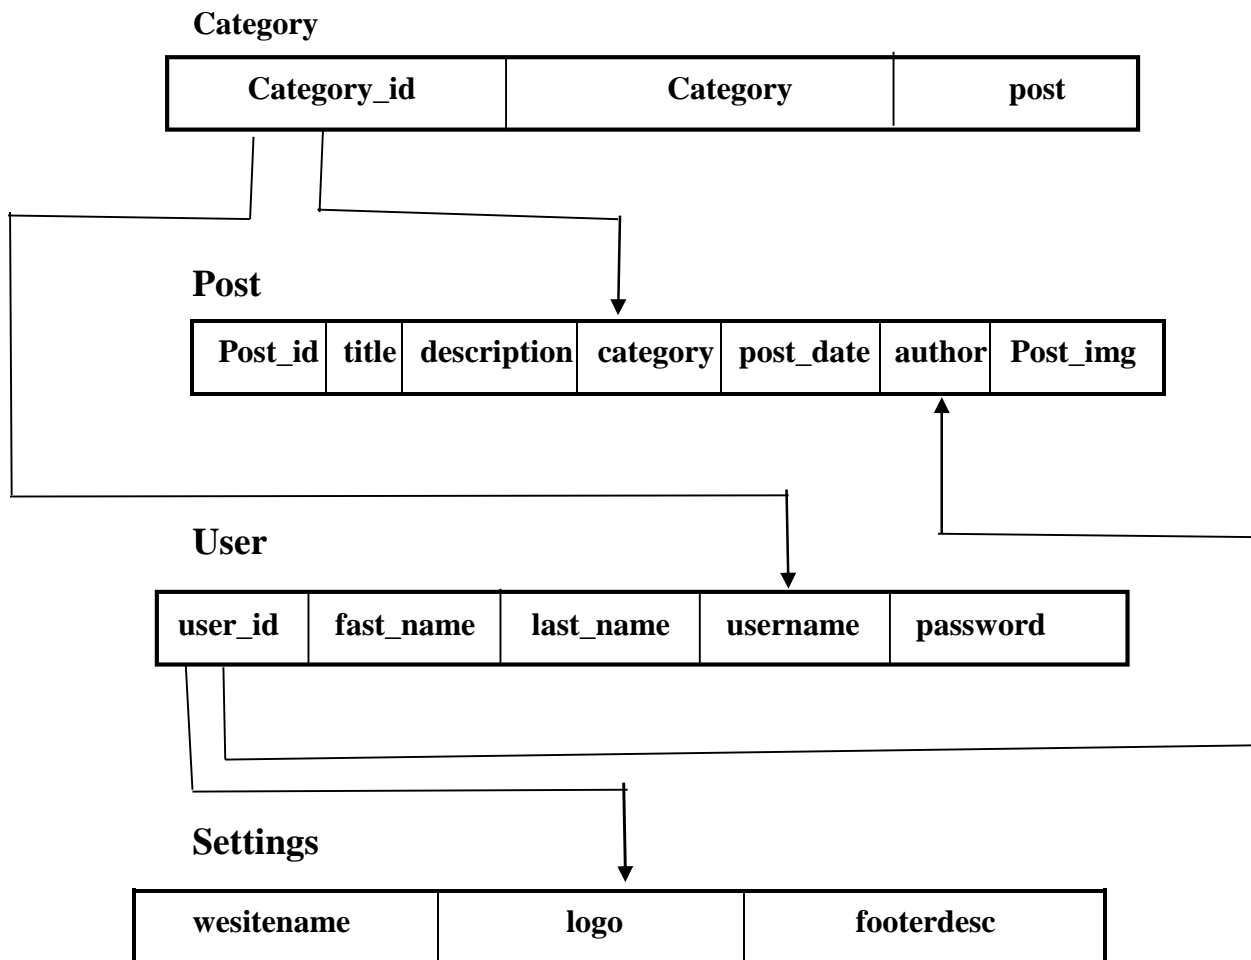 Category
Category_id Category post
Post
Post_id title description category post_date author Post_img
User
user_id fast_name last_name username password
Settings
wesitename logo footerdesc